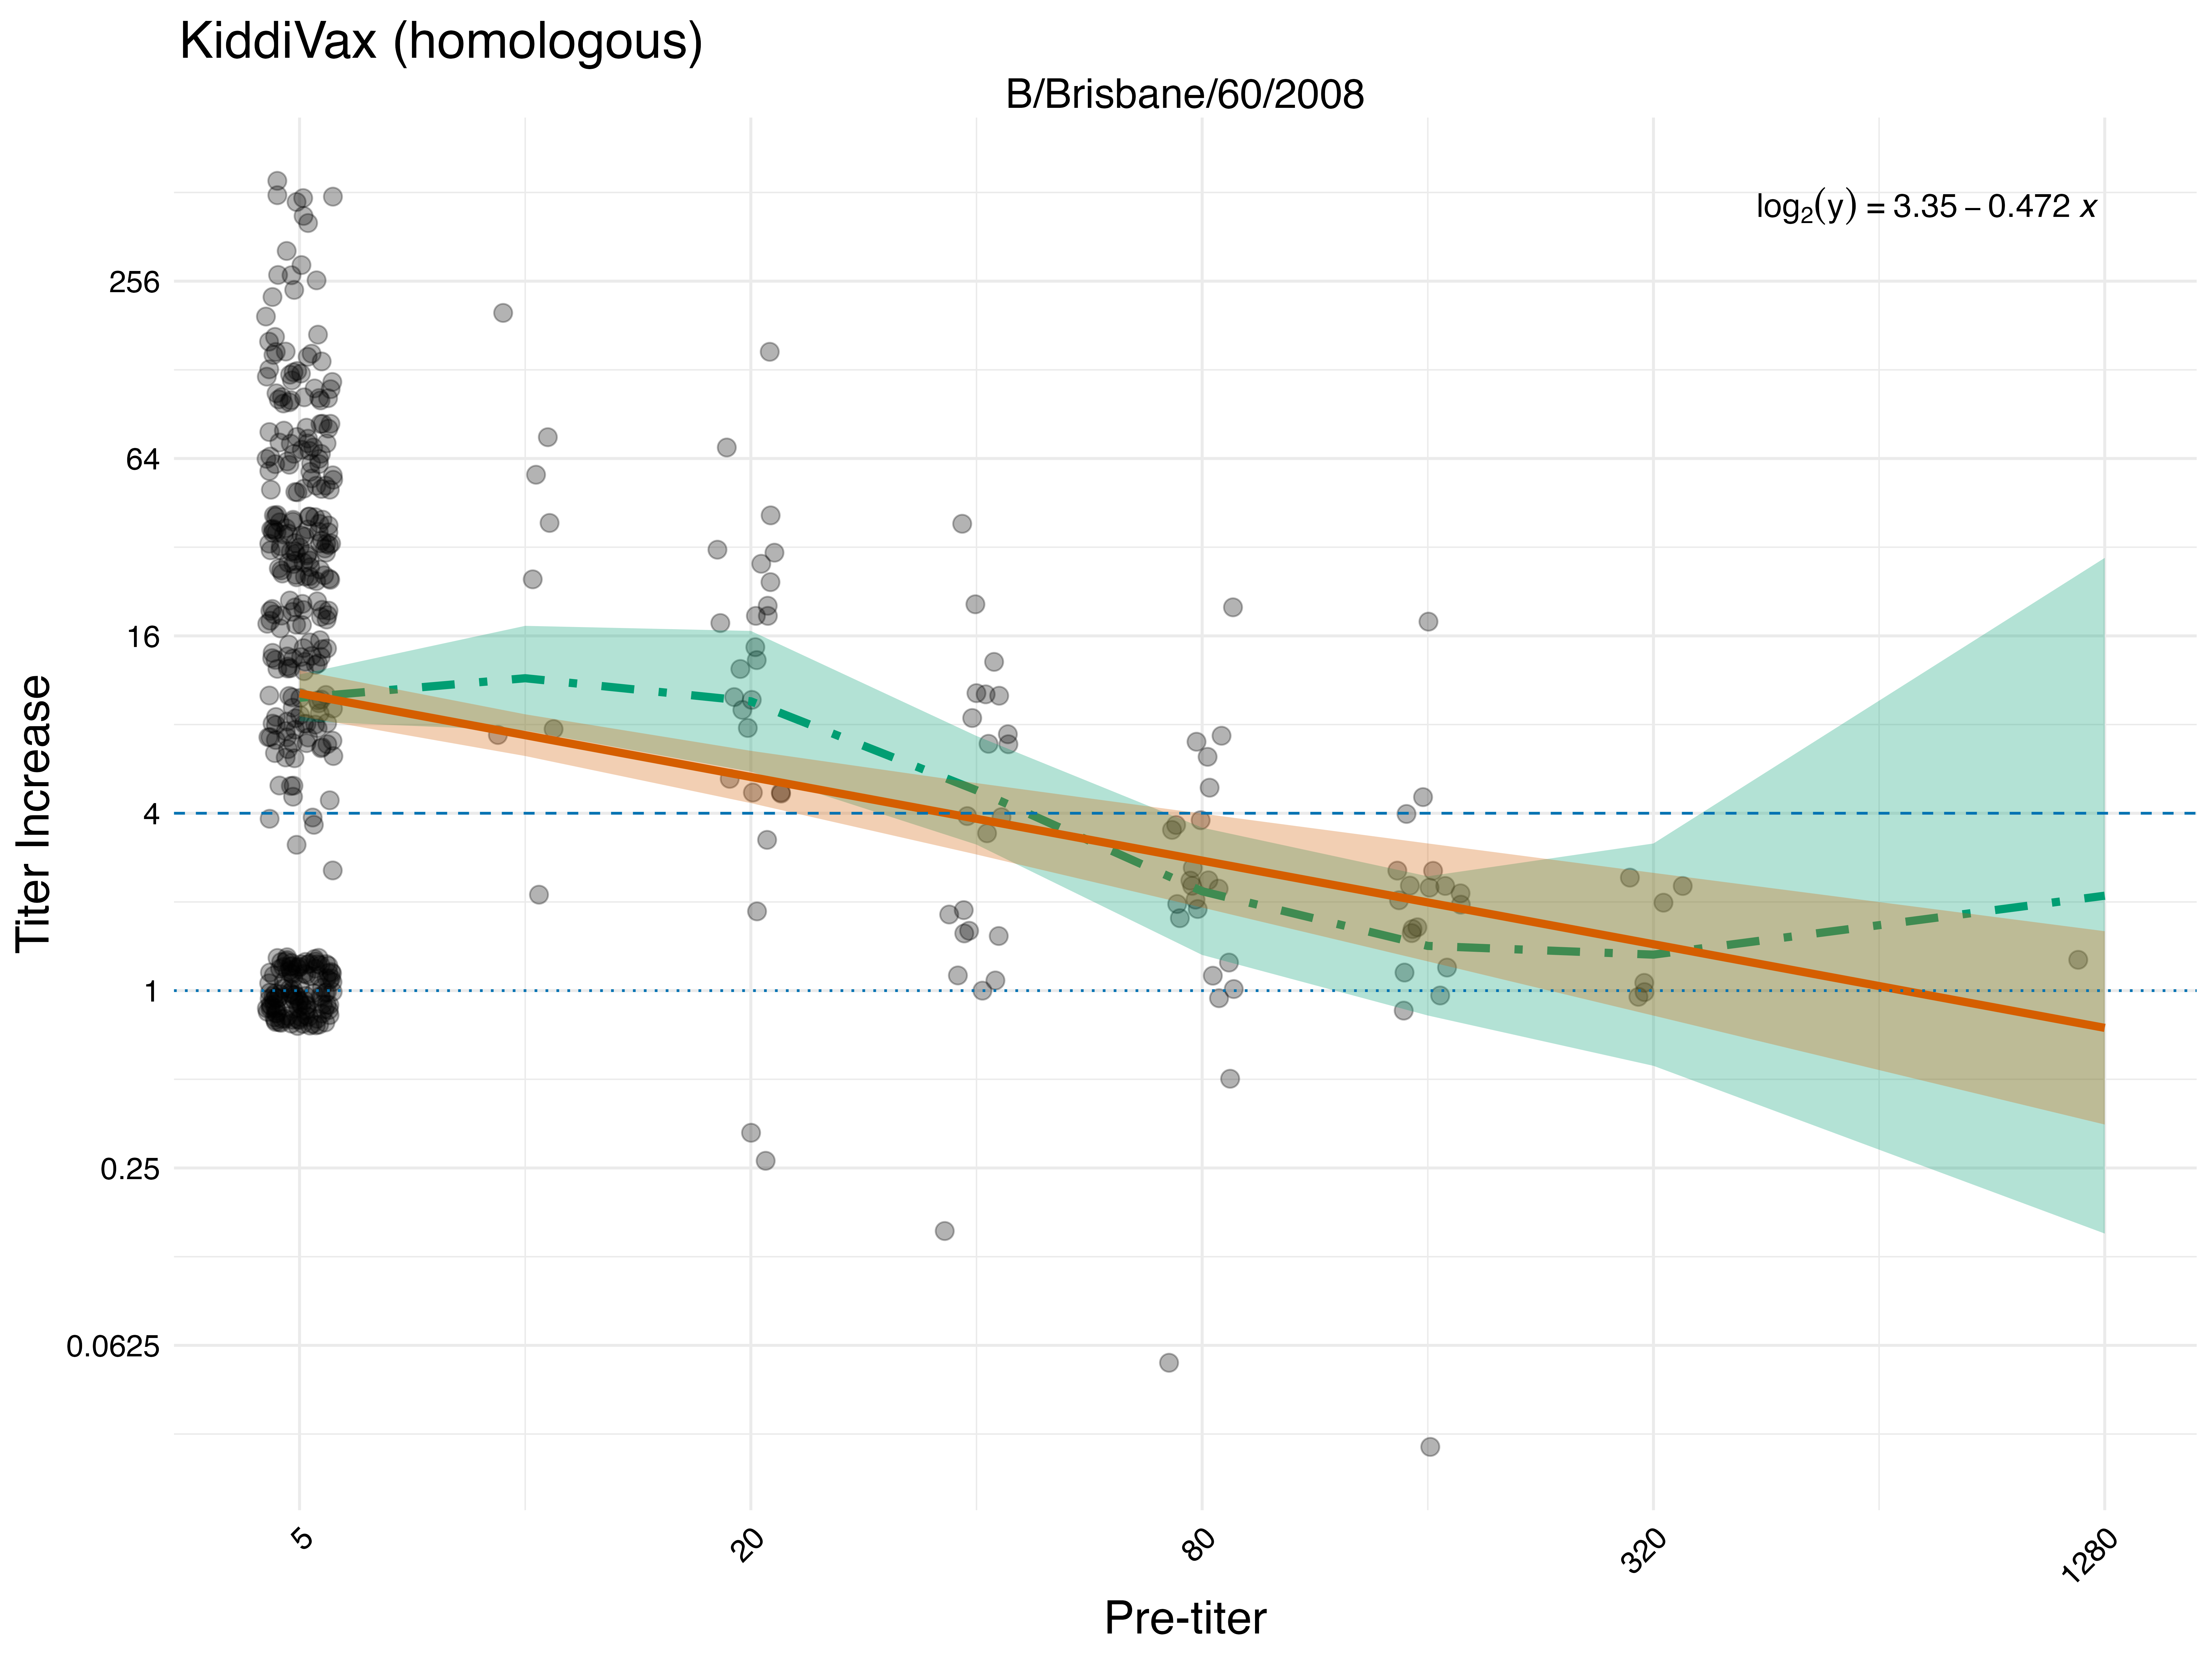 KiddiVax (homologous)
B/Brisbane/60/2008
log₂(y) = 3.35 – 0.472 x
256
64
16
4
1
0.25
0.0625
Titer Increase
5
20
80
320
1280
Pre-titer